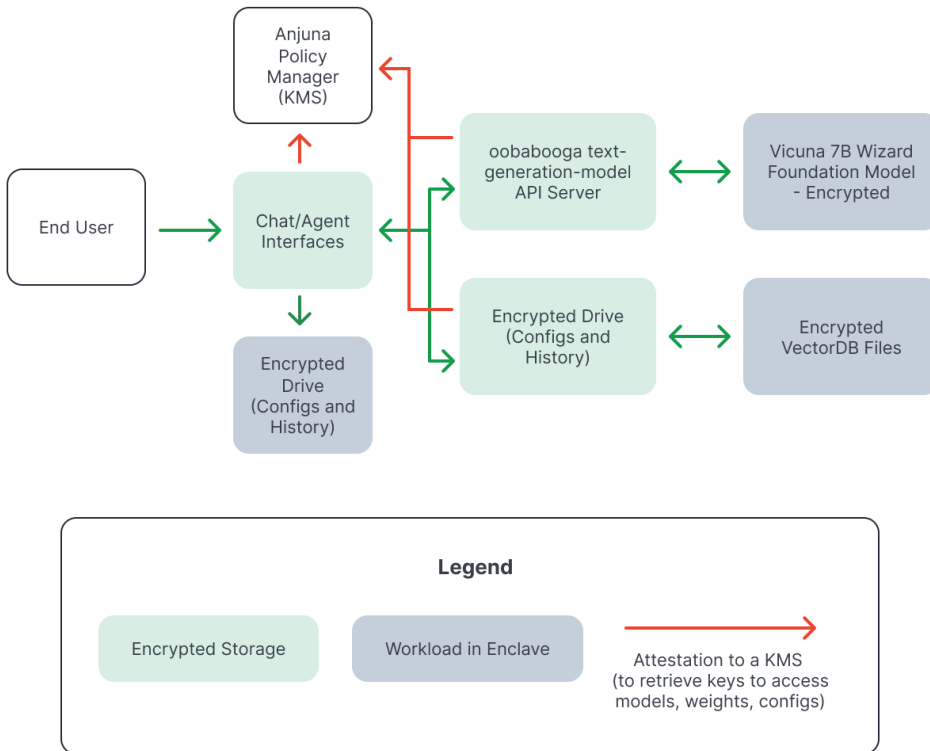 Anjuna
Policy
Manager
(KMS)
End User
Chat/Agent
Interfaces
Encrypted
Drive
(Configs and
History)
oobabooga text-
generation-model
API Server
Vicuna 7B Wizard
Foundation Model
- Encrypted
Encrypted Drive
(Configs and
History)
Encrypted
VectorDB Files
Legend
Encrypted Storage
Workload in Enclave
Attestation to a KMS
(to retrieve keys to access
models, weights, configs)